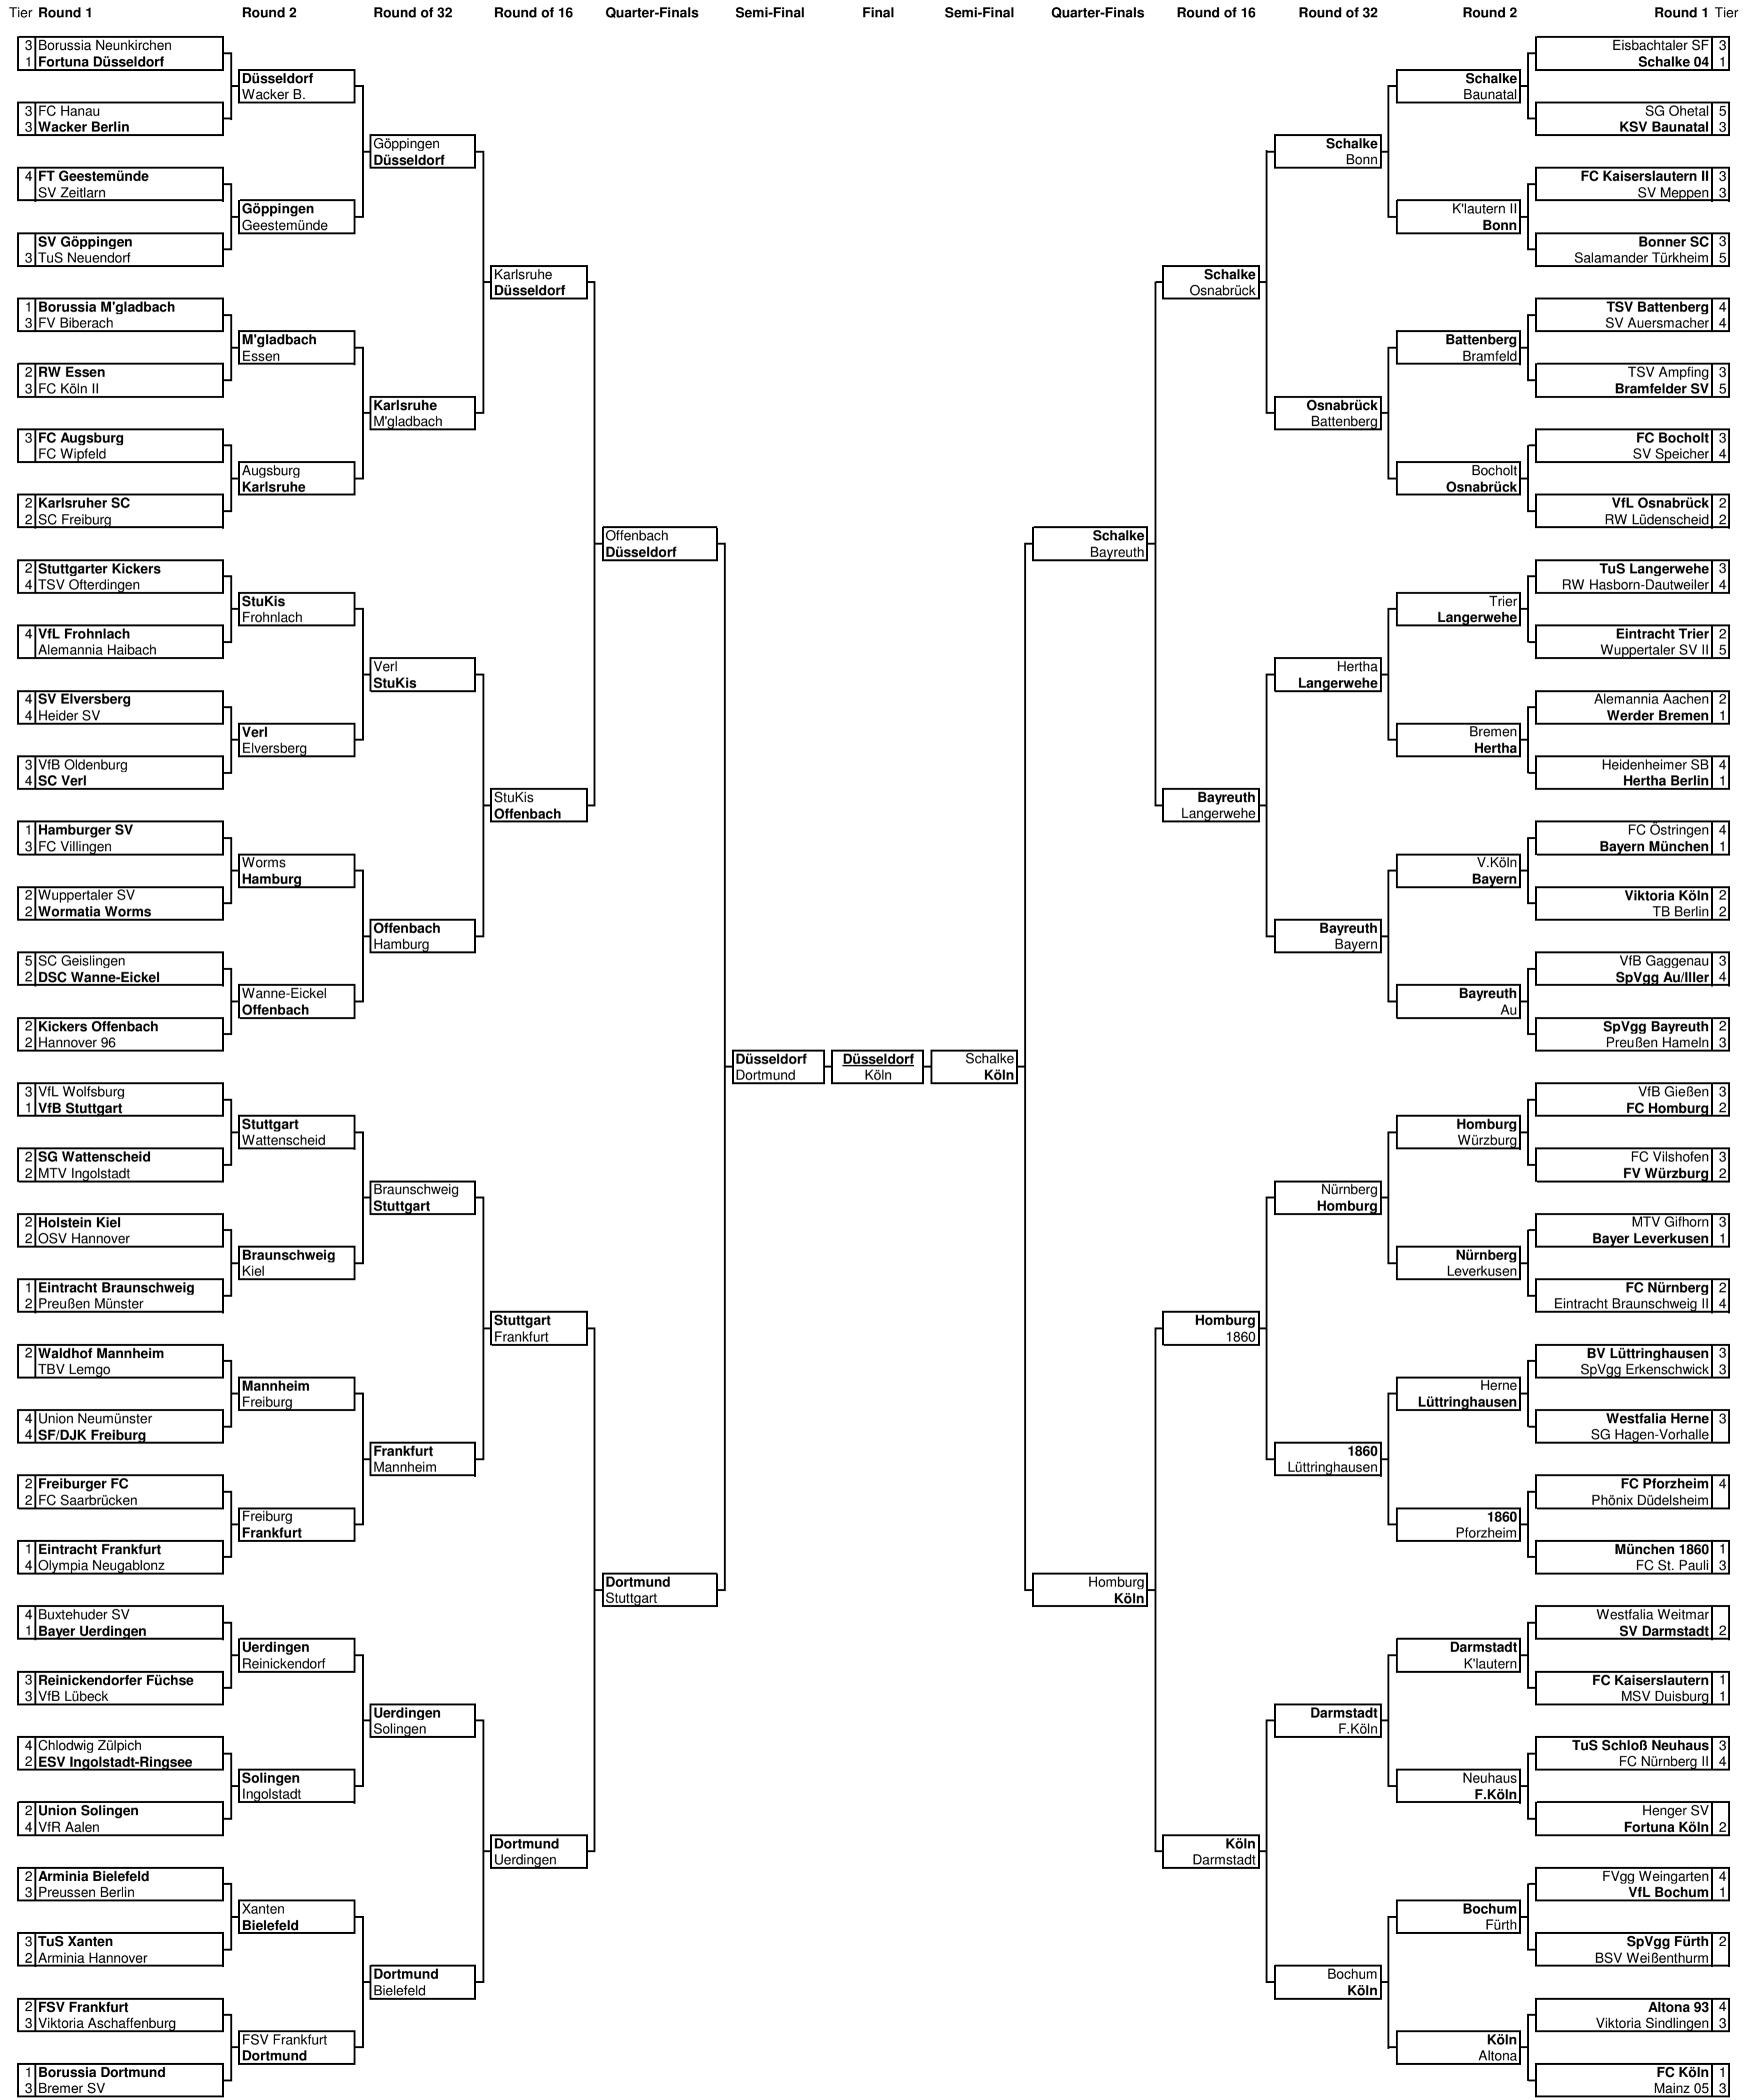 Tier Round 1 Round 2 Round of 32 Round of 16 Quarter-Finals Semi-Final Final Semi-Final Quarter-Finals Round of 16 Round of 32 Round 2 Round 1 Tier
3 Borussia Neunkirchen
1 Fortuna Düsseldorf
3 FC Hanau
3 Wacker Berlin
4 FT Geestemünde
SV Zeitlarn
SV Göppingen
3 TuS Neuendorf
1 Borussia M'gladbach
3 FV Biberach
2 RW Essen
3 FC Köln II
3 FC Augsburg
FC Wipfeld
2 Karlsruher SC
2 SC Freiburg
2 Stuttgarter Kickers
4 TSV Ofterdingen
4 VfL Frohnlach
Alemannia Haibach
4 SV Elversberg
4 Heider SV
3 VfB Oldenburg
4 SC Verl
1 Hamburger SV
3 FC Villingen
2 Wuppertaler SV
2 Wormatia Worms
5 SC Geislingen
2 DSC Wanne-Eickel
2 Kickers Offenbach
2 Hannover 96
3 VfL Wolfsburg
1 VfB Stuttgart
2 SG Wattenscheid
2 MTV Ingolstadt
2 Holstein Kiel
2 OSV Hannover
1 Eintracht Braunschweig
2 Preußen Münster
2 Waldhof Mannheim
TBV Lemgo
4 Union Neumünster
4 SF/DJK Freiburg
2 Freiburger FC
2 FC Saarbrücken
1 Eintracht Frankfurt
4 Olympia Neugablonz
4 Buxtehuder SV
1 Bayer Uerdingen
3 Reinickendorfer Füchse
3 VfB Lübeck
4 Chlodwig Zülpich
2 ESV Ingolstadt-Ringsee
2 Union Solingen
4 VfR Aalen
2 Arminia Bielefeld
3 Preussen Berlin
3 TuS Xanten
2 Arminia Hannover
2 FSV Frankfurt
3 Viktoria Aschaffenburg
1 Borussia Dortmund
3 Bremer SV
Düsseldorf
Wacker B.
Göppingen
Geestemünde
M'gladbach
Essen
Augsburg
Karlsruhe
StuKis
Frohnlach
Verl
Elversberg
Worms
Hamburg
Wanne-Eickel
Offenbach
Stuttgart
Wattenscheid
Braunschweig
Kiel
Mannheim
Freiburg
Freiburg
Frankfurt
Uerdingen
Reinickendorf
Solingen
Ingolstadt
Xanten
Bielefeld
FSV Frankfurt
Dortmund
Göppingen
Düsseldorf
Karlsruhe
M'gladbach
Verl
StuKis
Offenbach
Hamburg
Braunschweig
Stuttgart
Frankfurt
Mannheim
Uerdingen
Solingen
Dortmund
Bielefeld
Karlsruhe
Düsseldorf
StuKis
Offenbach
Stuttgart
Frankfurt
Dortmund
Uerdingen
Offenbach
Düsseldorf
Dortmund
Stuttgart
Düsseldorf
Dortmund
Düsseldorf
Köln
Schalke
Köln
Schalke
Bayreuth
Homburg
Köln
Schalke
Osnabrück
Bayreuth
Langerwehe
Homburg
1860
Köln
Darmstadt
Schalke
Bonn
Osnabrück
Battenberg
Hertha
Langerwehe
Bayreuth
Bayern
Nürnberg
Homburg
1860
Lüttringhausen
Darmstadt
F.Köln
Bochum
Köln
Schalke
Baunatal
K'lautern II
Bonn
Battenberg
Bramfeld
Bocholt
Osnabrück
Trier
Langerwehe
Bremen
Hertha
V.Köln
Bayern
Bayreuth
Au
Homburg
Würzburg
Nürnberg
Leverkusen
Herne
Lüttringhausen
1860
Pforzheim
Darmstadt
K'lautern
Neuhaus
F.Köln
Bochum
Fürth
Köln
Altona
Eisbachtaler SF 3
Schalke 04 1
SG Ohetal 5
KSV Baunatal 3
FC Kaiserslautern II 3
SV Meppen 3
Bonner SC 3
Salamander Türkheim 5
TSV Battenberg 4
SV Auersmacher 4
TSV Ampfing 3
Bramfelder SV 5
FC Bocholt 3
SV Speicher 4
VfL Osnabrück 2
RW Lüdenscheid 2
TuS Langerwehe 3
RW Hasborn-Dautweiler 4
Eintracht Trier 2
Wuppertaler SV II 5
Alemannia Aachen 2
Werder Bremen 1
Heidenheimer SB 4
Hertha Berlin 1
FC Östringen 4
Bayern München 1
Viktoria Köln 2
TB Berlin 2
VfB Gaggenau 3
SpVgg Au/Iller 4
SpVgg Bayreuth 2
Preußen Hameln 3
VfB Gießen 3
FC Homburg 2
FC Vilshofen 3
FV Würzburg 2
MTV Gifhorn 3
Bayer Leverkusen 1
FC Nürnberg 2
Eintracht Braunschweig II 4
BV Lüttringhausen 3
SpVgg Erkenschwick 3
Westfalia Herne 3
SG Hagen-Vorhalle
FC Pforzheim 4
Phönix Düdelsheim
München 1860 1
FC St. Pauli 3
Westfalia Weitmar
SV Darmstadt 2
FC Kaiserslautern 1
MSV Duisburg 1
TuS Schloß Neuhaus 3
FC Nürnberg II 4
Henger SV
Fortuna Köln 2
FVgg Weingarten 4
VfL Bochum 1
SpVgg Fürth 2
BSV Weißenthurm
Altona 93 4
Viktoria Sindlingen 3
FC Köln 1
Mainz 05 3